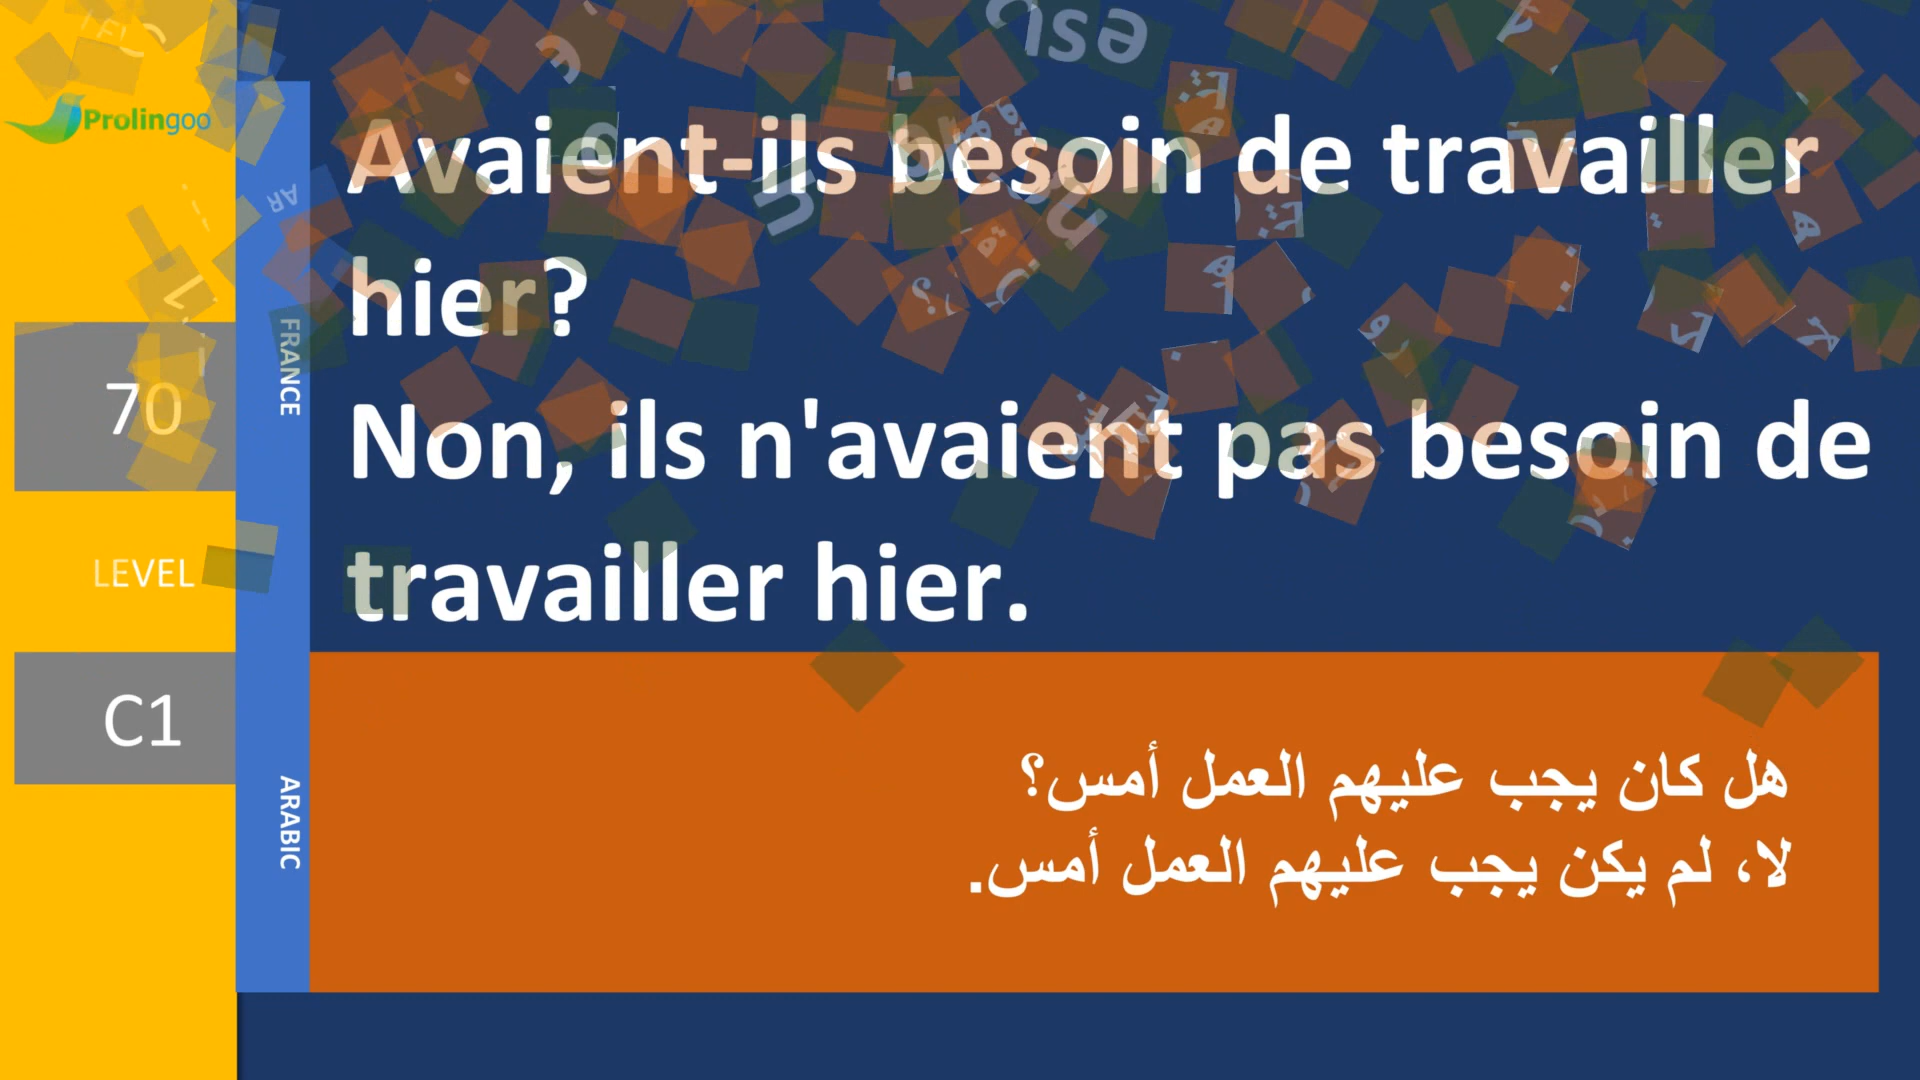 Prolingoo
70
LEVEL
C1
FRANCE
ARABIC
Avaient-ils besoin de travailler
hier?
Non, ils n'avaient pas besoin de
travailler hier.
هل كان يجب عليهم العمل أمس؟
لا، لم يكن يجب عليهم العمل أمس.